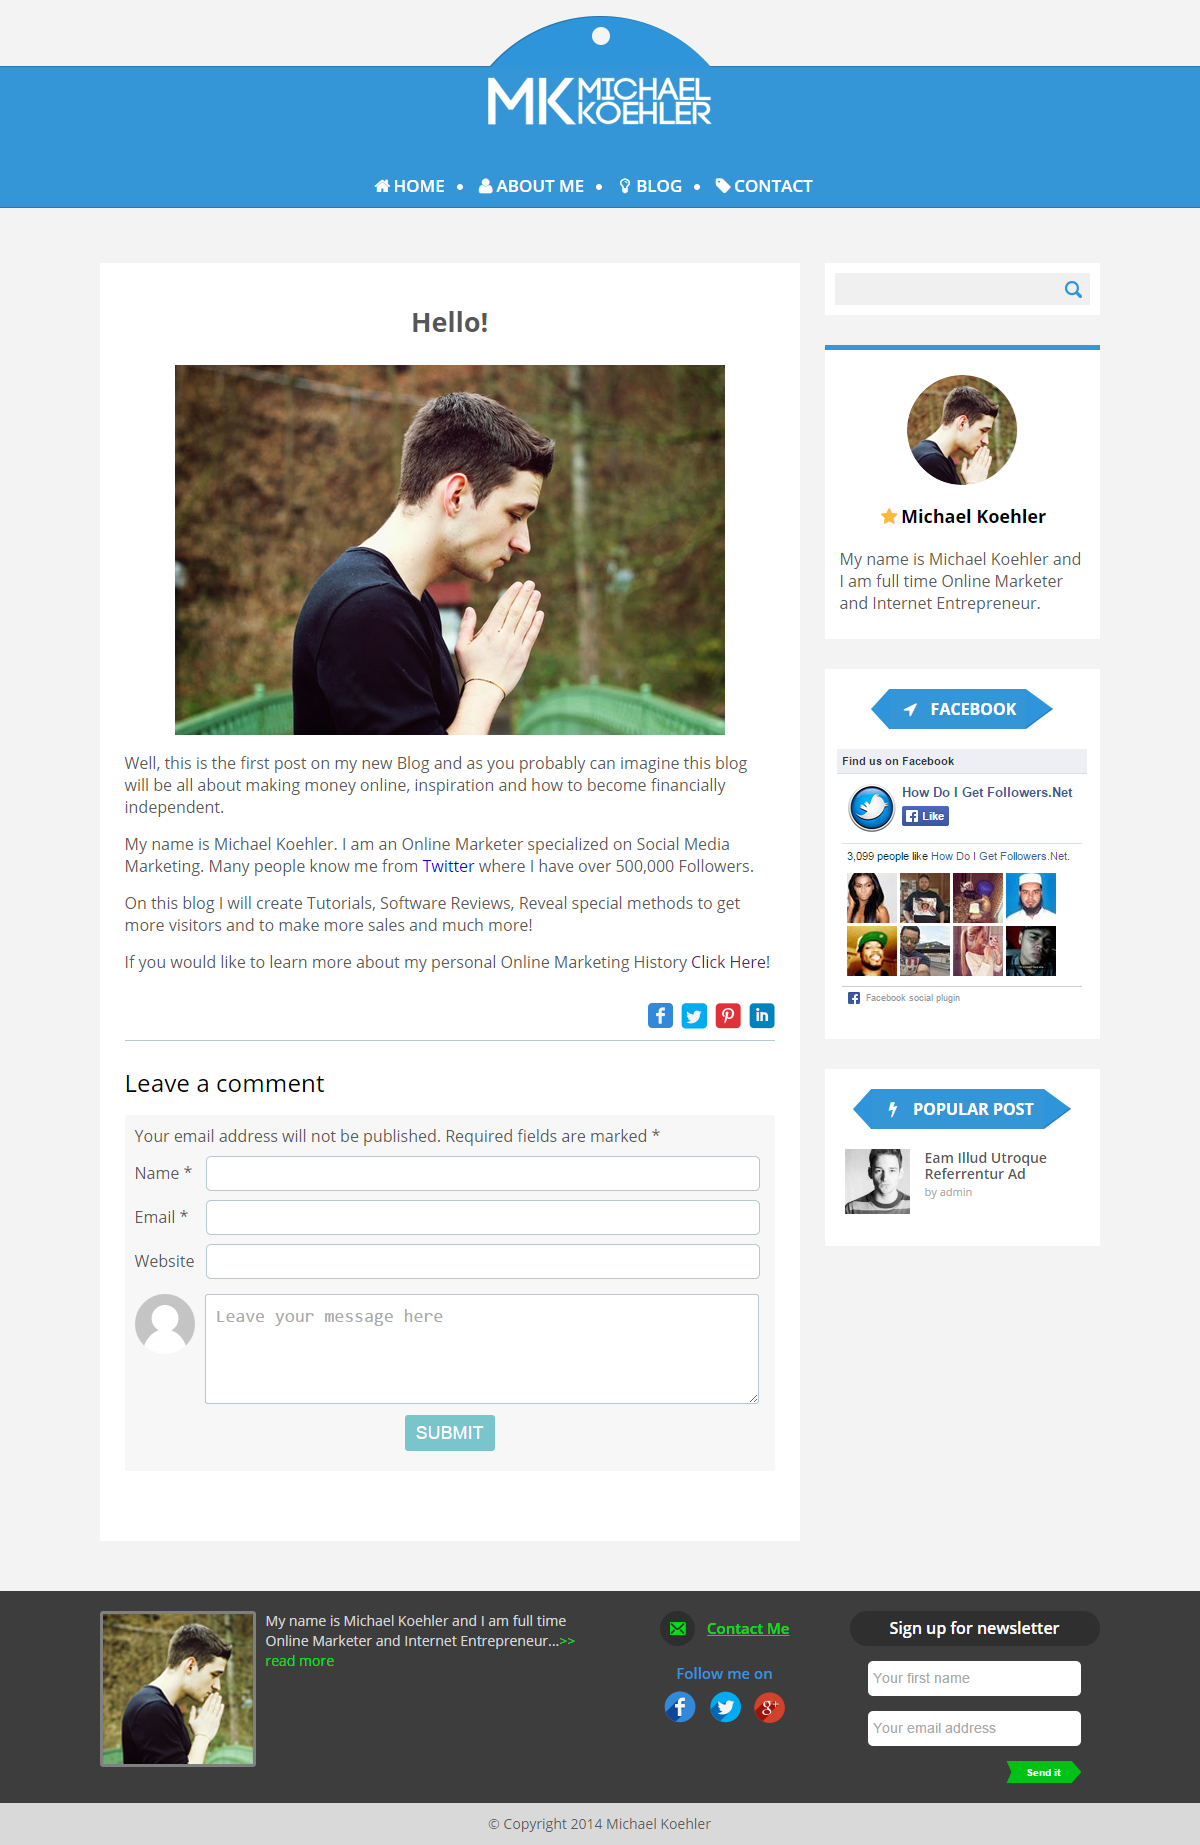 MK MICHAEL
KOEHLER
HOME • ABOUT ME • BLOG • CONTACT
Hello!
Well, this is the first post on my new Blog and as you probably can imagine this blog
will be all about making money online, inspiration and how to become financially
independent.
My name is Michael Koehler. I am an Online Marketer specialized on Social Media
Marketing. Many people know me from Twitter where I have over 500,000 Followers.
On this blog I will create Tutorials, Software Reviews, Reveal special methods to get
more visitors and to make more sales and much more!
If you would like to learn more about my personal Online Marketing History Click Here!
Leave a comment
Your email address will not be published. Required fields are marked *
Name *
Email *
Website
Leave your message here
SUBMIT
Michael Koehler
My name is Michael Koehler and
I am full time Online Marketer
and Internet Entrepreneur.
FACEBOOK
Find us on Facebook
How Do I Get Followers.Net
Like
3,099 people like How Do I Get Followers.Net.
Facebook social plugin
POPULAR POST
Eam Illud Utroque
Referrentur Ad
by admin
My name is Michael Koehler and I am full time
Online Marketer and Internet Entrepreneur...>>
read more
Contact Me
Follow me on
Sign up for newsletter
Your first name
Your email address
Send it
© Copyright 2014 Michael Koehler